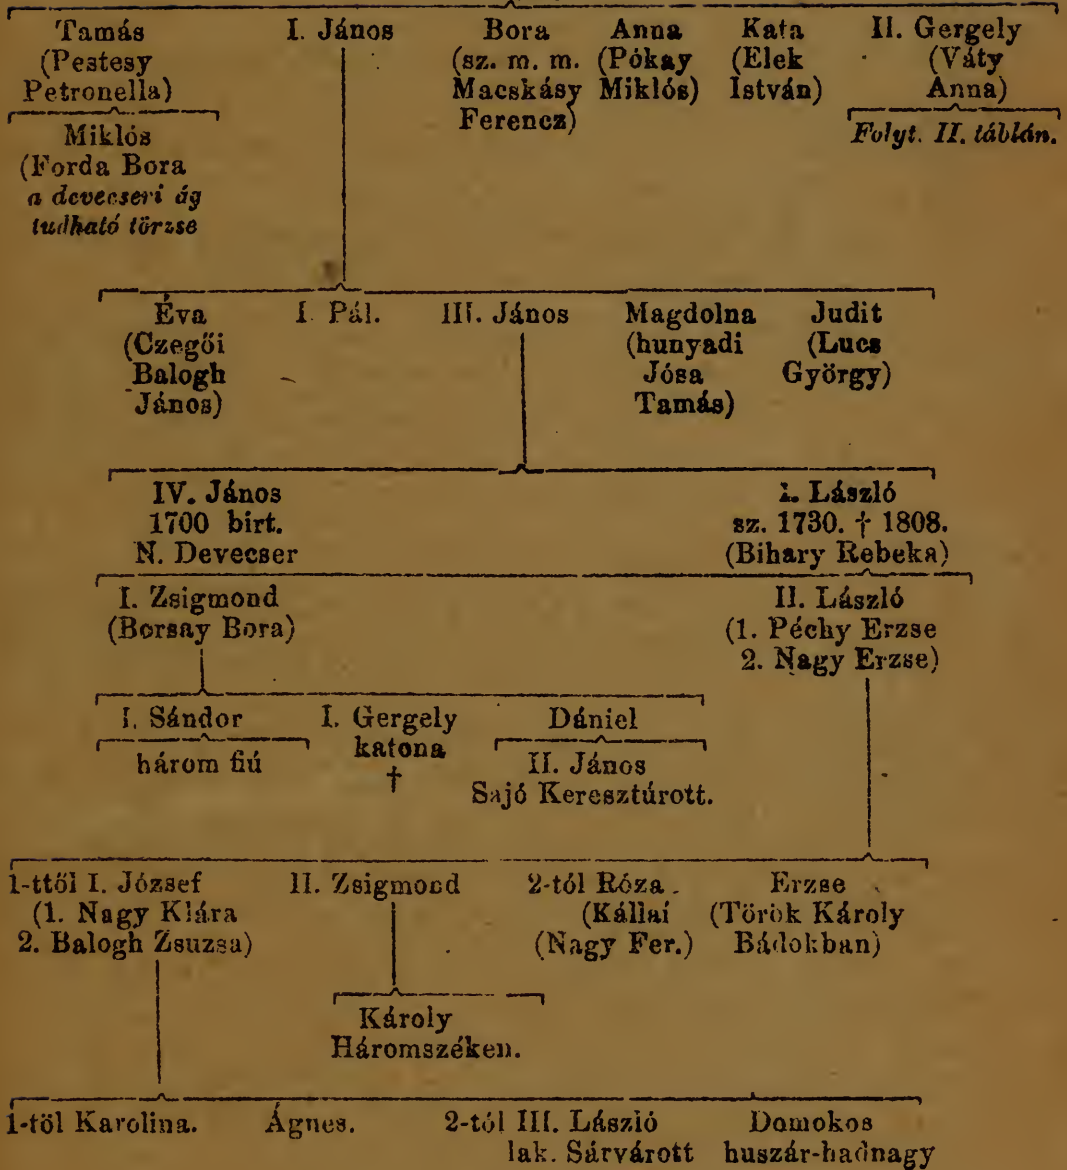 Tamás I. János Bora Anna Kata II. Gergely
(Pestesy (sz. m. m. (Pókay (Elek (Váty
Petronella) Macskásy Miklós) István) Anna)
Ferencz)
Miklós Folyt. II. táblán.
(Forda Bora
a devecseri ág
tudható törzse
Éva I. Pál. III. János Magdolna Judit
(Czegői (hunyadi (Lucs
Balogh Jósa György)
János) Tamás)
IV. János I. László
1700 birt. sz. 1730. † 1808.
N. Devecser (Bihary Rebeka)
I. Zsigmond II. László
(Borsay Bora) (1. Péchy Erzse
2. Nagy Erzse)
I. Sándor I. Gergely Dániel
három fiú katona II. János
† Sajó Keresztúrott.
1-ttől I. József II. Zsigmond 2-tól Róza. Erzse
(1. Nagy Klára (Kállai (Török Károly
2. Balogh Zsuzsa) (Nagy Fer.) Bádokban)
Károly
Háromszéken.
1-töl Karolina. Ágnes. 2-tól III. László Domokos
lak. Sárvárott huszár-hadnagy